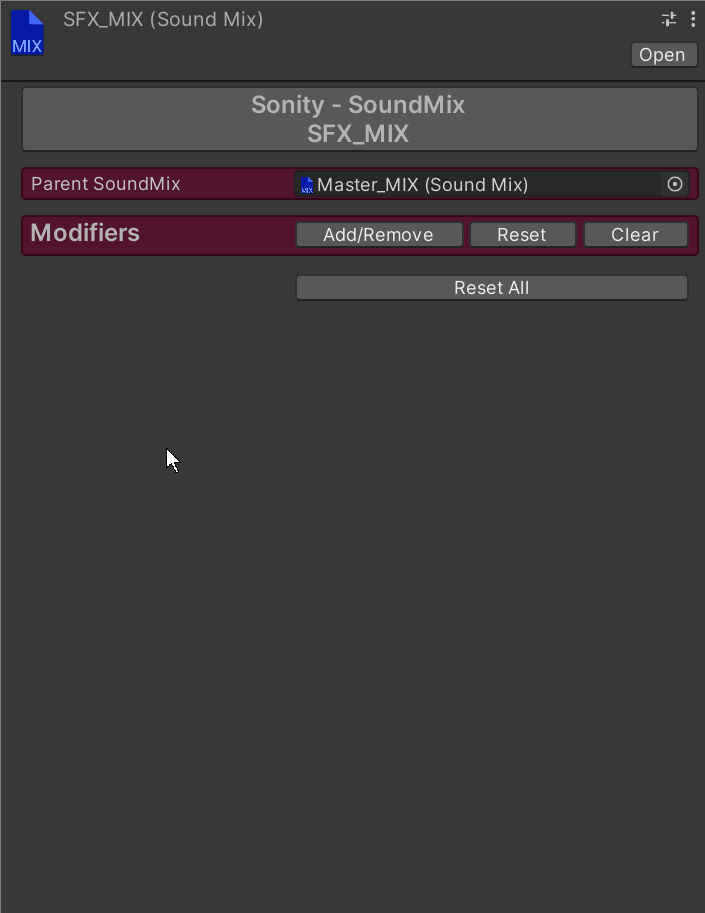 SFX_MIX (Sound Mix)
MIX
Open
Sonity - SoundMix
SFX_MIX
Parent SoundMix
MIX
Master_MIX (Sound Mix)
Modifiers
Add/Remove
Reset
Clear
Reset All